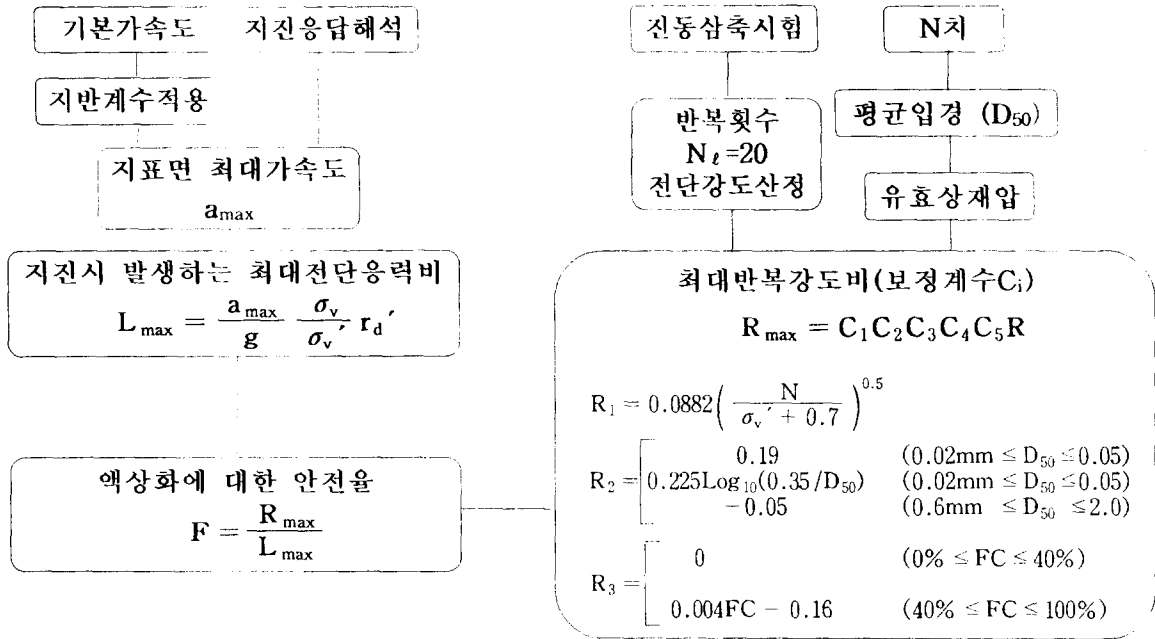 기본가속도
지진응답해석
지반계수적용
지표면 최대가속도
a_max
지진시 발생하는 최대전단응력비
L_max = a_max/g σ_v/σ_v′ r_d′
액상화에 대한 안전율
F = R_max/L_max
진동삼축시험
N치
반복횟수
N_ℓ=20
전단강도산정
평균입경 (D₅₀)
유효상재압
최대반복강도비(보정계수C_i)
R_max = C₁C₂C₃C₄C₅R
R₁ = 0.0882( N/(σ_v′ + 0.7) )^0.5
R₂ =
0.19 (0.02mm ≤ D₅₀ ≤0.05)
0.225Log₁₀(0.35/D₅₀) (0.02mm ≤ D₅₀ ≤0.05)
−0.05 (0.6mm ≤D₅₀ ≤2.0)
R₃ =
0 (0% ≤ FC ≤ 40%)
0.004FC − 0.16 (40% ≤ FC ≤ 100%)